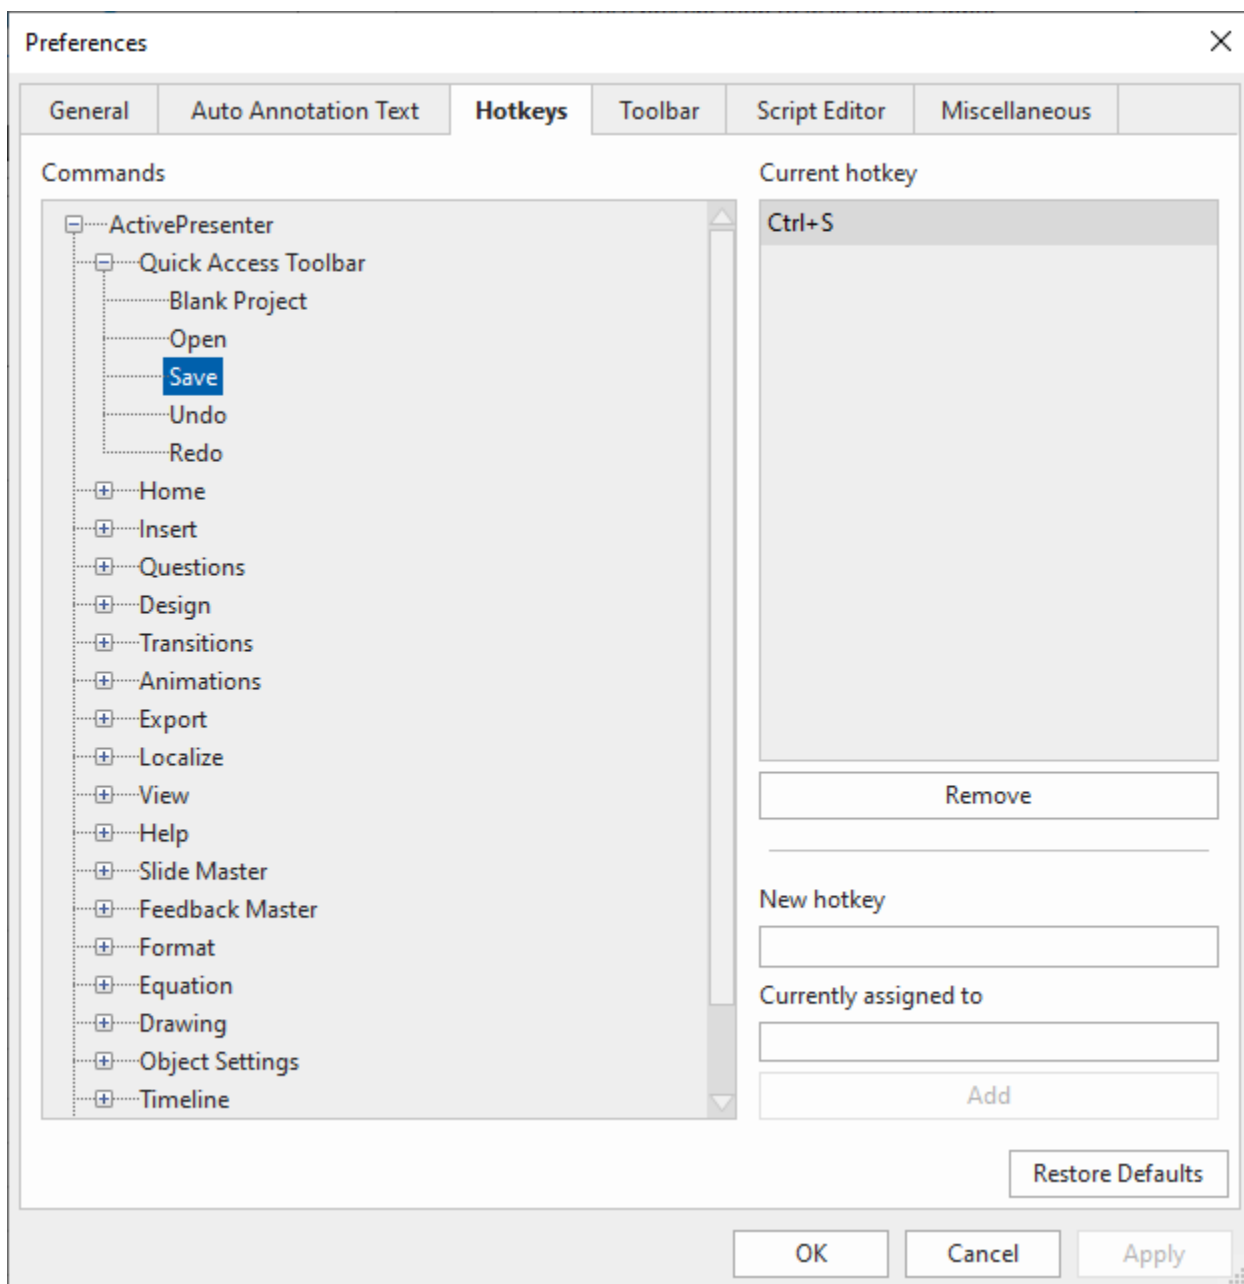 Preferences
General
Auto Annotation Text
Hotkeys
Toolbar
Script Editor
Miscellaneous
Commands
ActivePresenter
Quick Access Toolbar
Blank Project
Open
Save
Undo
Redo
Home
Insert
Questions
Design
Transitions
Animations
Export
Localize
View
Help
Slide Master
Feedback Master
Format
Equation
Drawing
Object Settings
Timeline
Current hotkey
Ctrl+S
Remove
New hotkey
Currently assigned to
Add
Restore Defaults
OK
Cancel
Apply